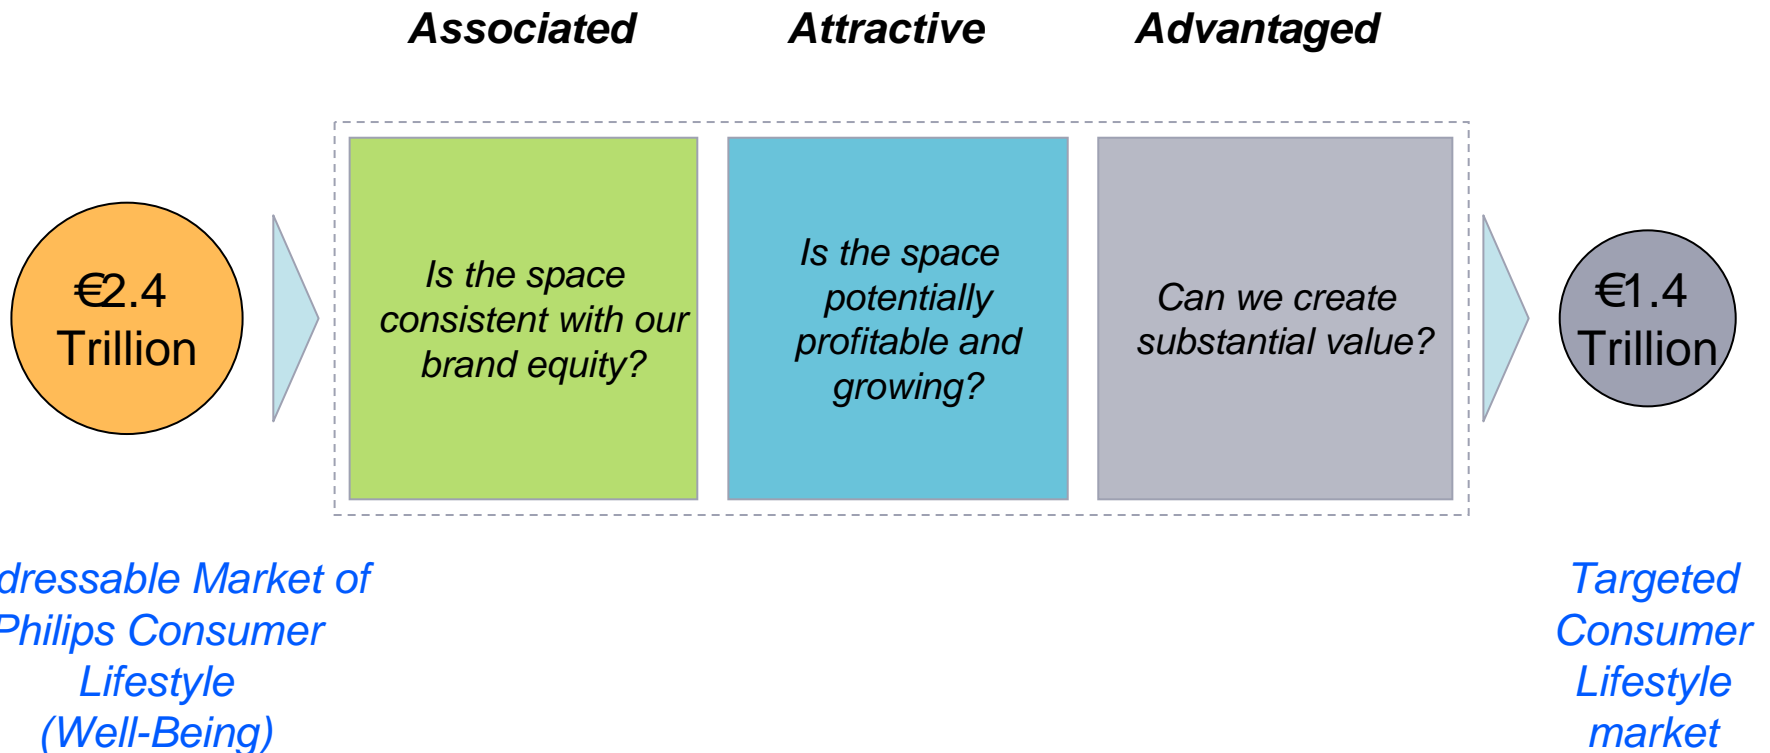 Associated Attractive Advantaged
€2.4
Trillion
Is the space
consistent with our
brand equity?
Is the space
potentially
profitable and
growing?
Can we create
substantial value?
€1.4
Trillion
dressable Market of
Philips Consumer
Lifestyle
(Well-Being)
Targeted
Consumer
Lifestyle
market